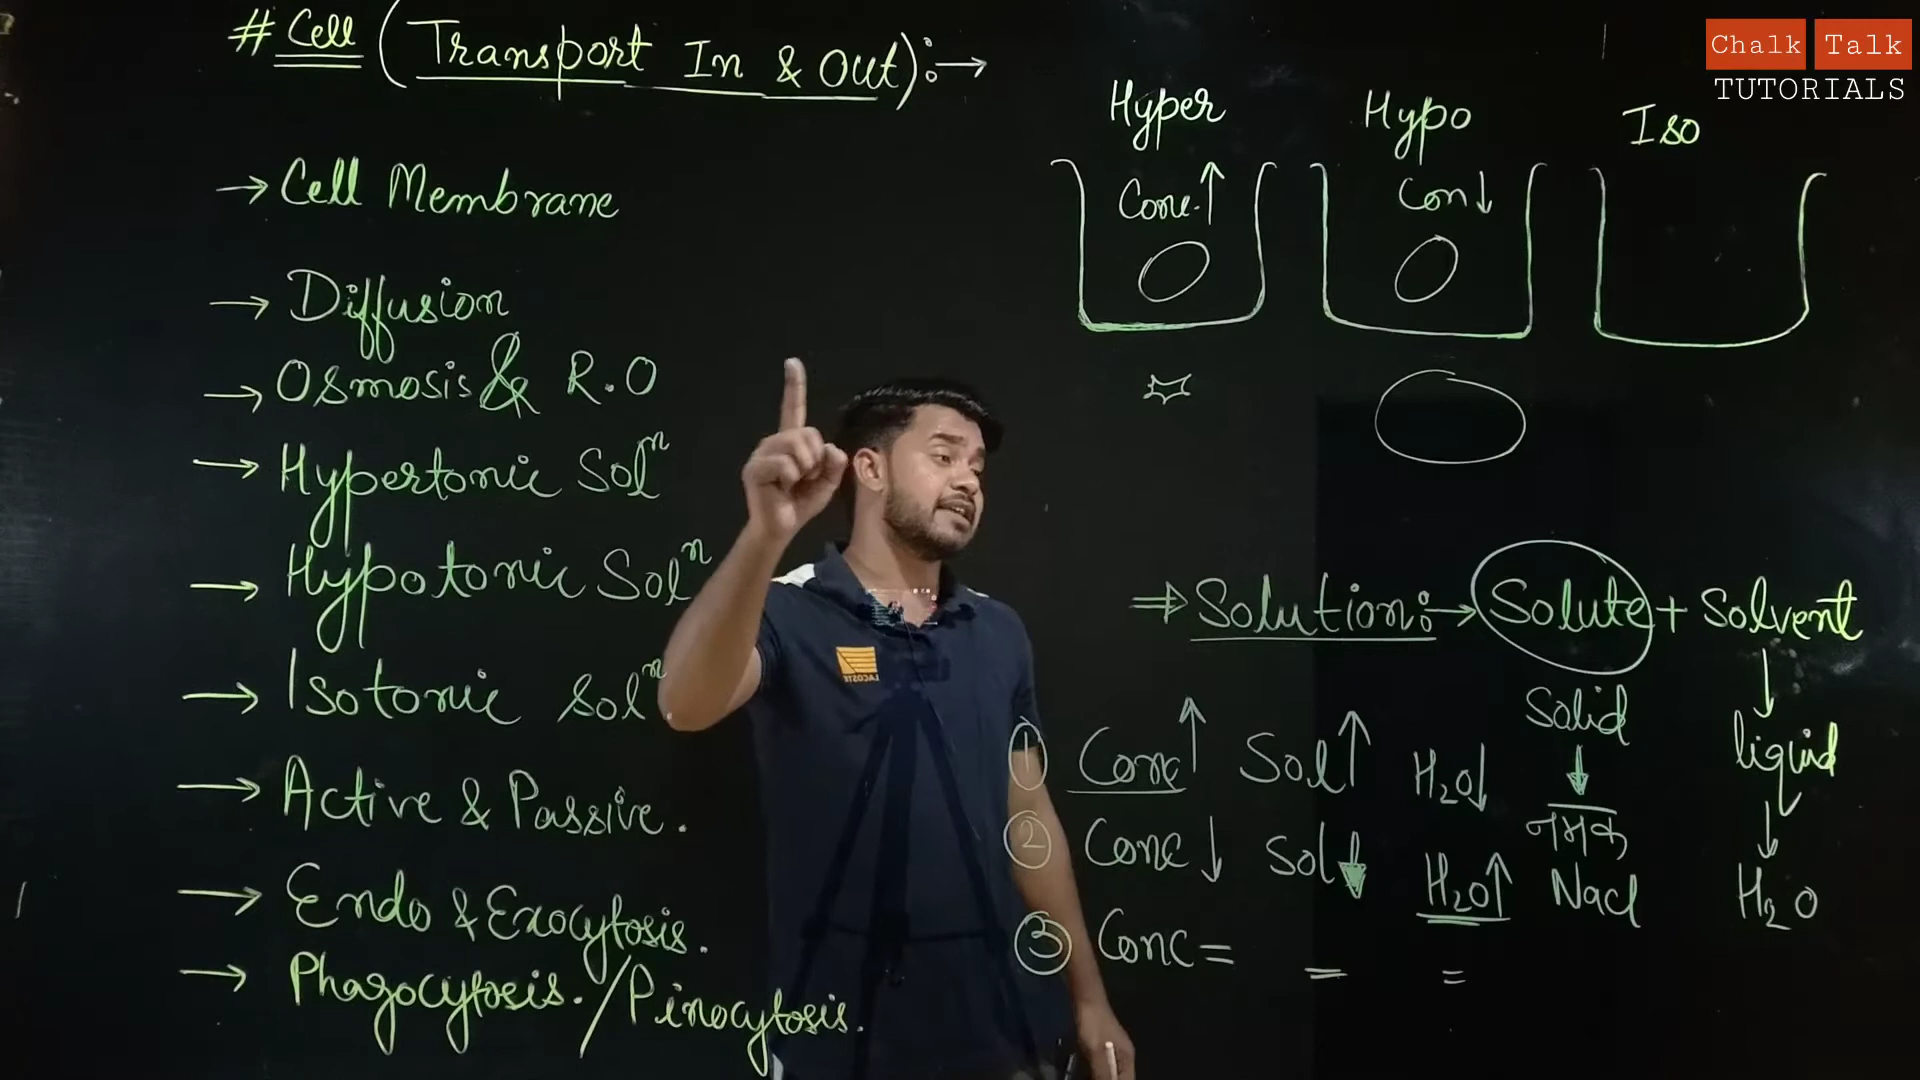 # Cell (Transport In & Out):→
→ Cell Membrane
→ Diffusion
→ Osmosis & R.O
→ Hypertonic Solⁿ
→ Hypotonic Solⁿ
→ Isotonic Solⁿ
→ Active & Passive.
→ Endo & Exocytosis.
→ Phagocytosis./Pinocytosis.
Chalk Talk
TUTORIALS
Hyper Hypo Iso
Conc.↑ Con↓
⇒ Solution:→ Solute + Solvent
Solid liquid
नमक
NaCl H₂O
① Conc↑ Sol↑ H₂O↓
② Conc↓ Sol↓ H₂O↑
③ Conc = = =
LACOSTE